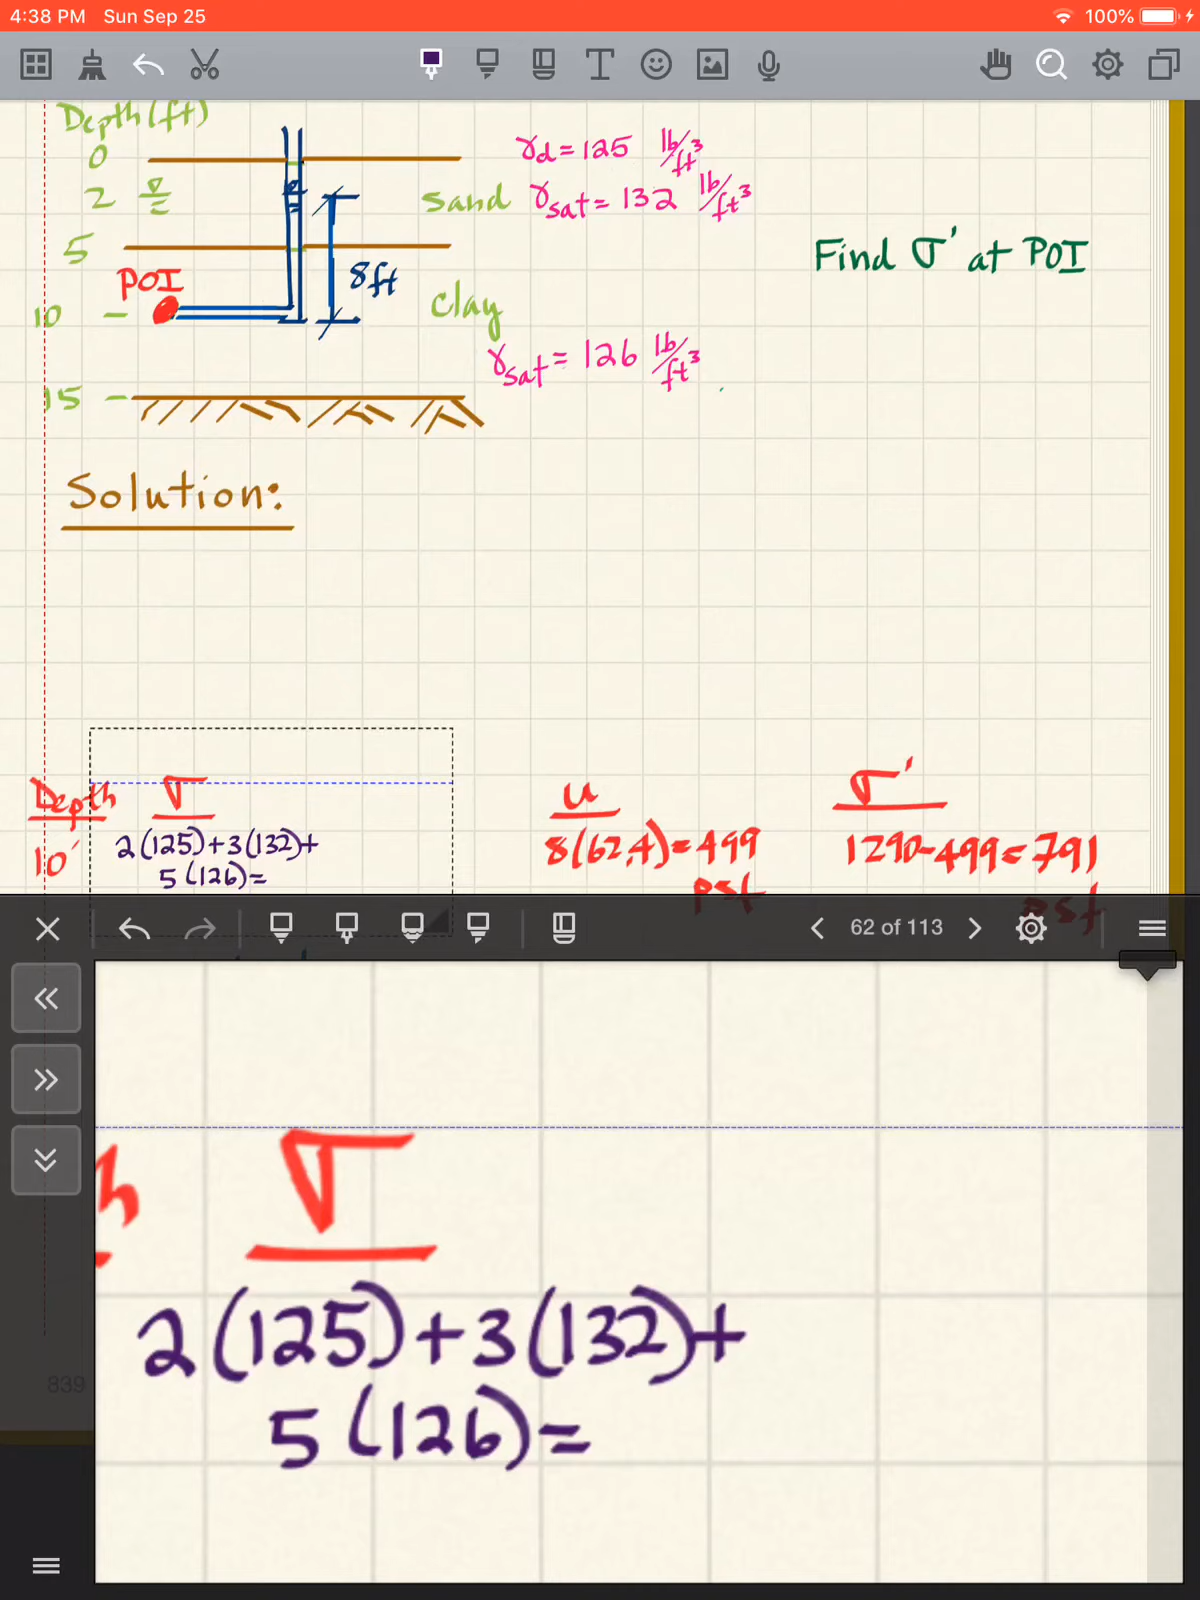 4:38 PM Sun Sep 25 100%
Depth (ft)
0
γd = 125 lb/ft³
2
sand γsat = 132 lb/ft³
5
Find σ' at POI
POI
8ft
10
clay
γsat = 126 lb/ft³
15
Solution:
Depth σ u σ'
10' 2(125)+3(132)+ 8(62.4)=499 1290-499=791
5(126)= psf psf
62 of 113
h σ
2(125)+3(132)+
5(126)=
839